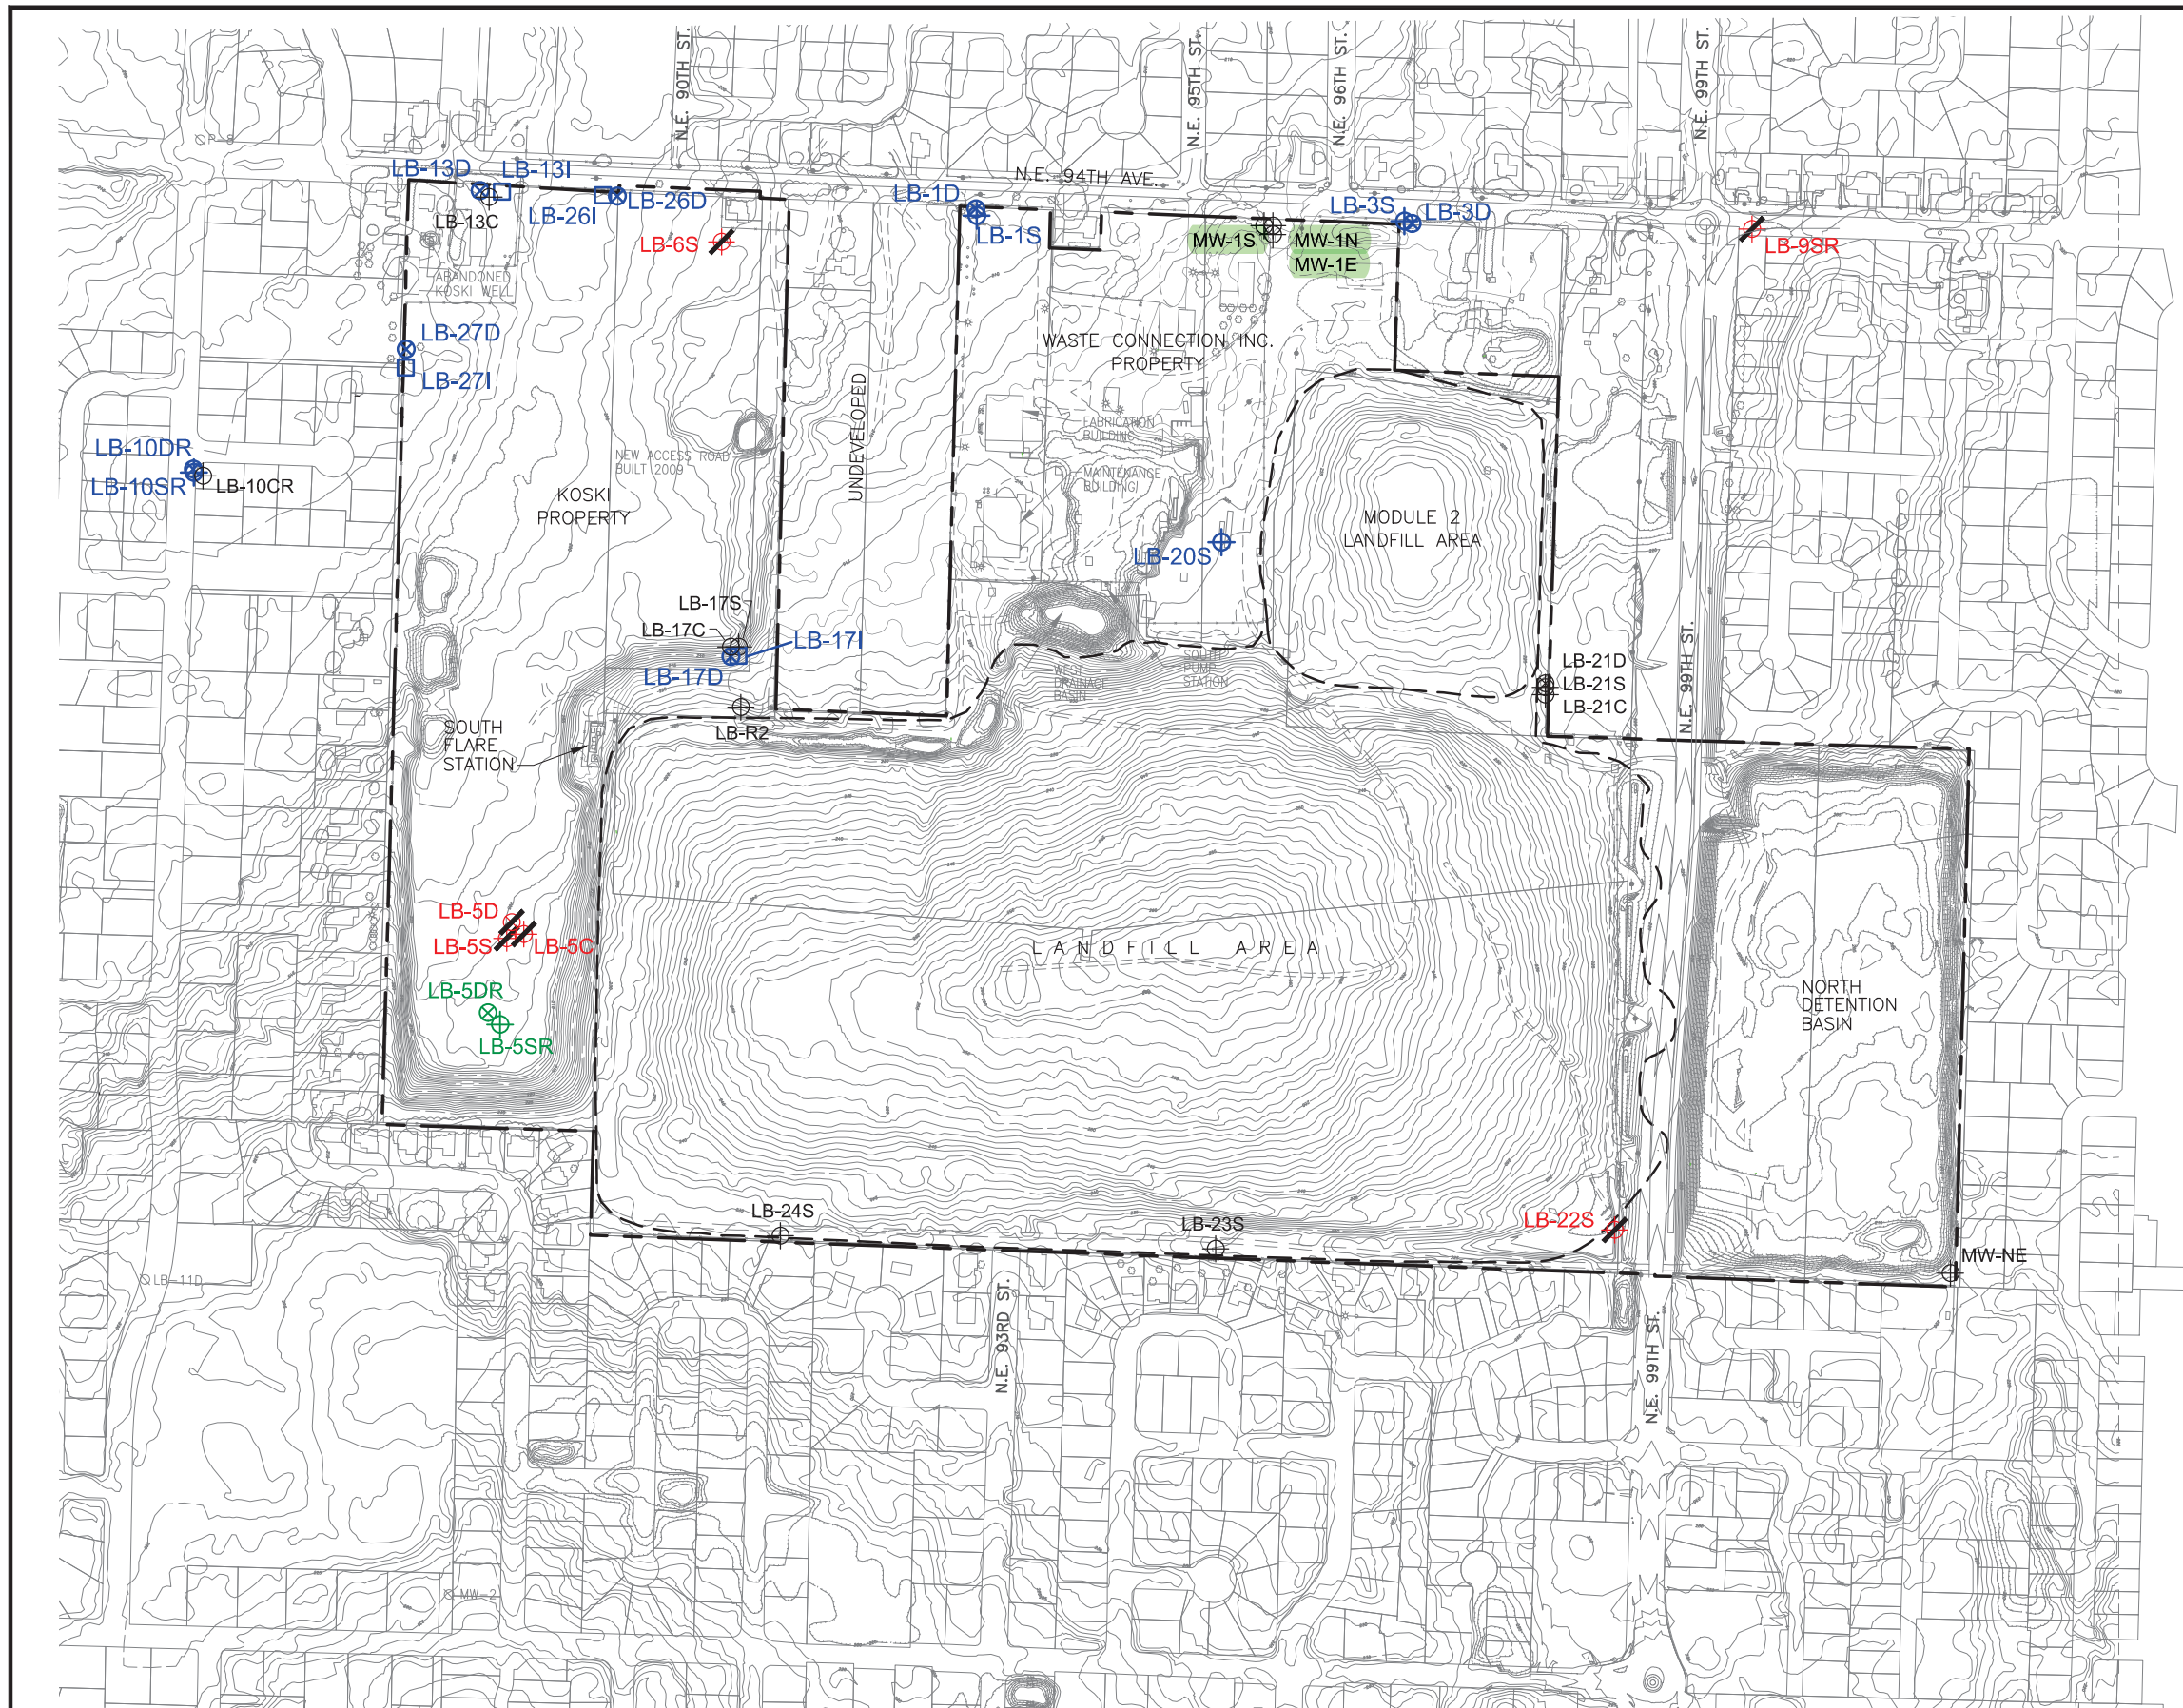 N.E. 90TH ST.
N.E. 95TH ST.
N.E. 96TH ST.
N.E. 99TH ST.
N.E. 94TH AVE.
LB-13D
LB-13I
LB-13C
LB-26I
LB-26D
LB-6S
LB-1D
LB-1S
MW-1S
MW-1N
MW-1E
LB-3S
LB-3D
LB-9SR
ABANDONED
KOSKI WELL
LB-27D
LB-27I
WASTE CONNECTION INC.
PROPERTY
UNDEVELOPED
FABRICATION
BUILDING
MAINTENANCE
BUILDING
NEW ACCESS ROAD
BUILT 2009
LB-10DR
LB-10SR
LB-10CR
KOSKI
PROPERTY
MODULE 2
LANDFILL AREA
LB-20S
LB-17S
LB-17C
LB-17I
LB-17D
WEST
DRAINAGE
BASIN
SOUTH
PUMP
STATION
LB-21D
LB-21S
LB-21C
N.E. 99TH ST.
LB-R2
SOUTH
FLARE
STATION
LB-5D
LB-5S
LB-5C
LANDFILL AREA
LB-5DR
LB-5SR
NORTH
DETENTION
BASIN
LB-24S
LB-23S
LB-22S
MW-NE
LB-11D
N.E. 93RD ST.
N.E. 99TH ST.
MW-2